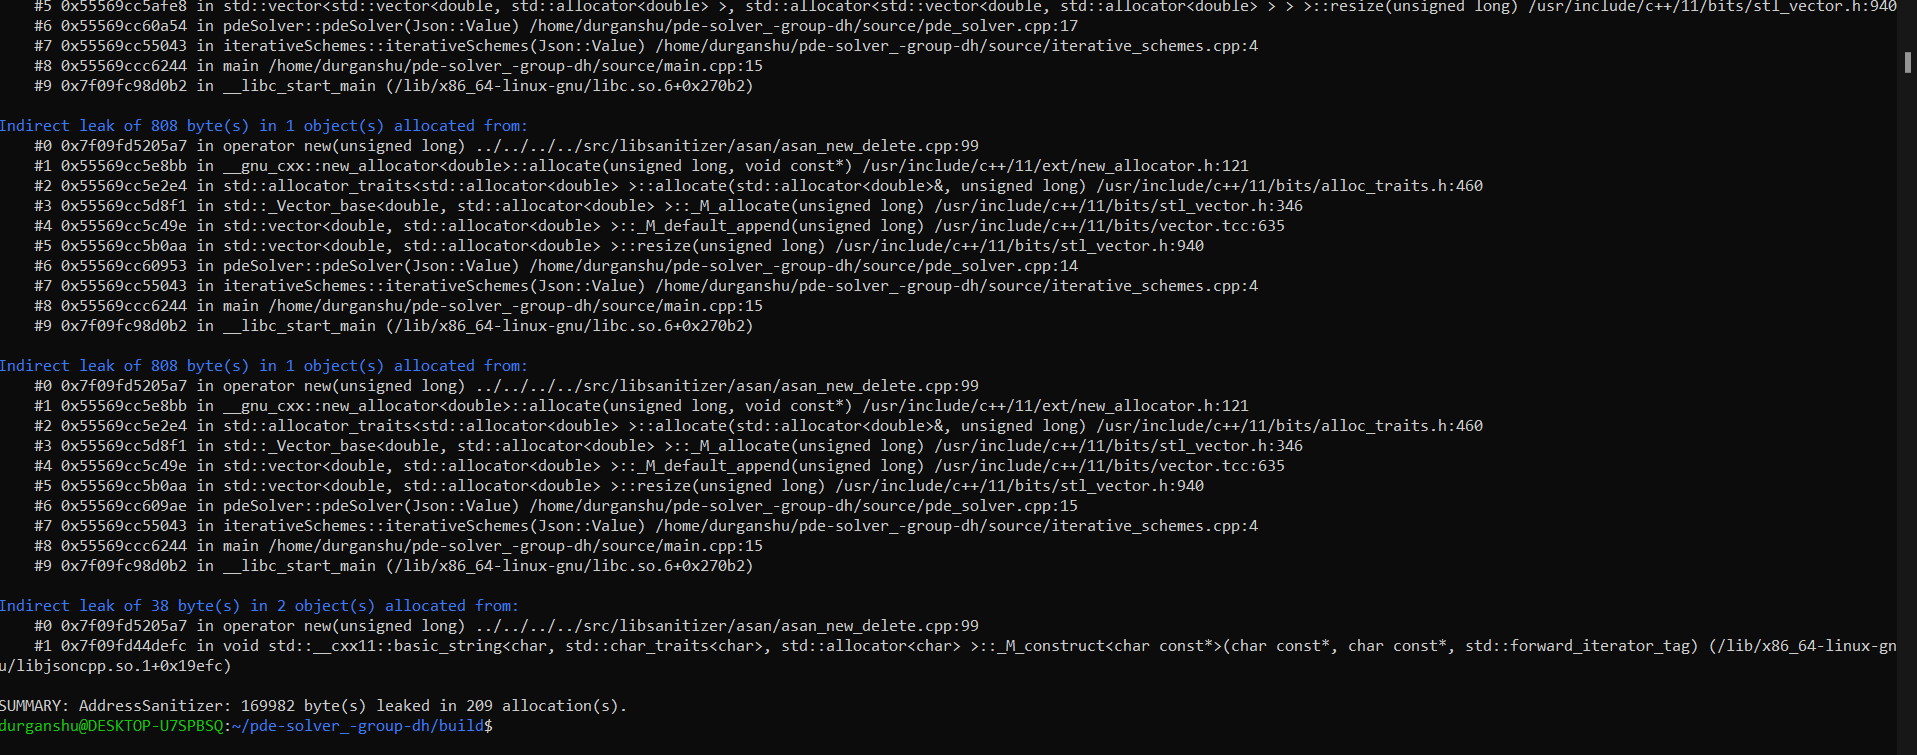 #5 0x55569cc5afe8 in std::vector<std::vector<double, std::allocator<double> >, std::allocator<std::vector<double, std::allocator<double> > > >::resize(unsigned long) /usr/include/c++/11/bits/stl_vector.h:940
#6 0x55569cc60a54 in pdeSolver::pdeSolver(Json::Value) /home/durganshu/pde-solver_-group-dh/source/pde_solver.cpp:17
#7 0x55569cc55043 in iterativeSchemes::iterativeSchemes(Json::Value) /home/durganshu/pde-solver_-group-dh/source/iterative_schemes.cpp:4
#8 0x55569ccc6244 in main /home/durganshu/pde-solver_-group-dh/source/main.cpp:15
#9 0x7f09fc98d0b2 in __libc_start_main (/lib/x86_64-linux-gnu/libc.so.6+0x270b2)
Indirect leak of 808 byte(s) in 1 object(s) allocated from:
#0 0x7f09fd5205a7 in operator new(unsigned long) ../../../../src/libsanitizer/asan/asan_new_delete.cpp:99
#1 0x55569cc5e8bb in __gnu_cxx::new_allocator<double>::allocate(unsigned long, void const*) /usr/include/c++/11/ext/new_allocator.h:121
#2 0x55569cc5e2e4 in std::allocator_traits<std::allocator<double> >::allocate(std::allocator<double>&, unsigned long) /usr/include/c++/11/bits/alloc_traits.h:460
#3 0x55569cc5d8f1 in std::_Vector_base<double, std::allocator<double> >::_M_allocate(unsigned long) /usr/include/c++/11/bits/stl_vector.h:346
#4 0x55569cc5c49e in std::vector<double, std::allocator<double> >::_M_default_append(unsigned long) /usr/include/c++/11/bits/vector.tcc:635
#5 0x55569cc5b0aa in std::vector<double, std::allocator<double> >::resize(unsigned long) /usr/include/c++/11/bits/stl_vector.h:940
#6 0x55569cc60953 in pdeSolver::pdeSolver(Json::Value) /home/durganshu/pde-solver_-group-dh/source/pde_solver.cpp:14
#7 0x55569cc55043 in iterativeSchemes::iterativeSchemes(Json::Value) /home/durganshu/pde-solver_-group-dh/source/iterative_schemes.cpp:4
#8 0x55569ccc6244 in main /home/durganshu/pde-solver_-group-dh/source/main.cpp:15
#9 0x7f09fc98d0b2 in __libc_start_main (/lib/x86_64-linux-gnu/libc.so.6+0x270b2)
Indirect leak of 808 byte(s) in 1 object(s) allocated from:
#0 0x7f09fd5205a7 in operator new(unsigned long) ../../../../src/libsanitizer/asan/asan_new_delete.cpp:99
#1 0x55569cc5e8bb in __gnu_cxx::new_allocator<double>::allocate(unsigned long, void const*) /usr/include/c++/11/ext/new_allocator.h:121
#2 0x55569cc5e2e4 in std::allocator_traits<std::allocator<double> >::allocate(std::allocator<double>&, unsigned long) /usr/include/c++/11/bits/alloc_traits.h:460
#3 0x55569cc5d8f1 in std::_Vector_base<double, std::allocator<double> >::_M_allocate(unsigned long) /usr/include/c++/11/bits/stl_vector.h:346
#4 0x55569cc5c49e in std::vector<double, std::allocator<double> >::_M_default_append(unsigned long) /usr/include/c++/11/bits/vector.tcc:635
#5 0x55569cc5b0aa in std::vector<double, std::allocator<double> >::resize(unsigned long) /usr/include/c++/11/bits/stl_vector.h:940
#6 0x55569cc609ae in pdeSolver::pdeSolver(Json::Value) /home/durganshu/pde-solver_-group-dh/source/pde_solver.cpp:15
#7 0x55569cc55043 in iterativeSchemes::iterativeSchemes(Json::Value) /home/durganshu/pde-solver_-group-dh/source/iterative_schemes.cpp:4
#8 0x55569ccc6244 in main /home/durganshu/pde-solver_-group-dh/source/main.cpp:15
#9 0x7f09fc98d0b2 in __libc_start_main (/lib/x86_64-linux-gnu/libc.so.6+0x270b2)
Indirect leak of 38 byte(s) in 2 object(s) allocated from:
#0 0x7f09fd5205a7 in operator new(unsigned long) ../../../../src/libsanitizer/asan/asan_new_delete.cpp:99
#1 0x7f09fd44defc in void std::__cxx11::basic_string<char, std::char_traits<char>, std::allocator<char> >::_M_construct<char const*>(char const*, char const*, std::forward_iterator_tag) (/lib/x86_64-linux-gn
u/libjsoncpp.so.1+0x19efc)
SUMMARY: AddressSanitizer: 169982 byte(s) leaked in 209 allocation(s).
durganshu@DESKTOP-U7SPBSQ:~/pde-solver_-group-dh/build$